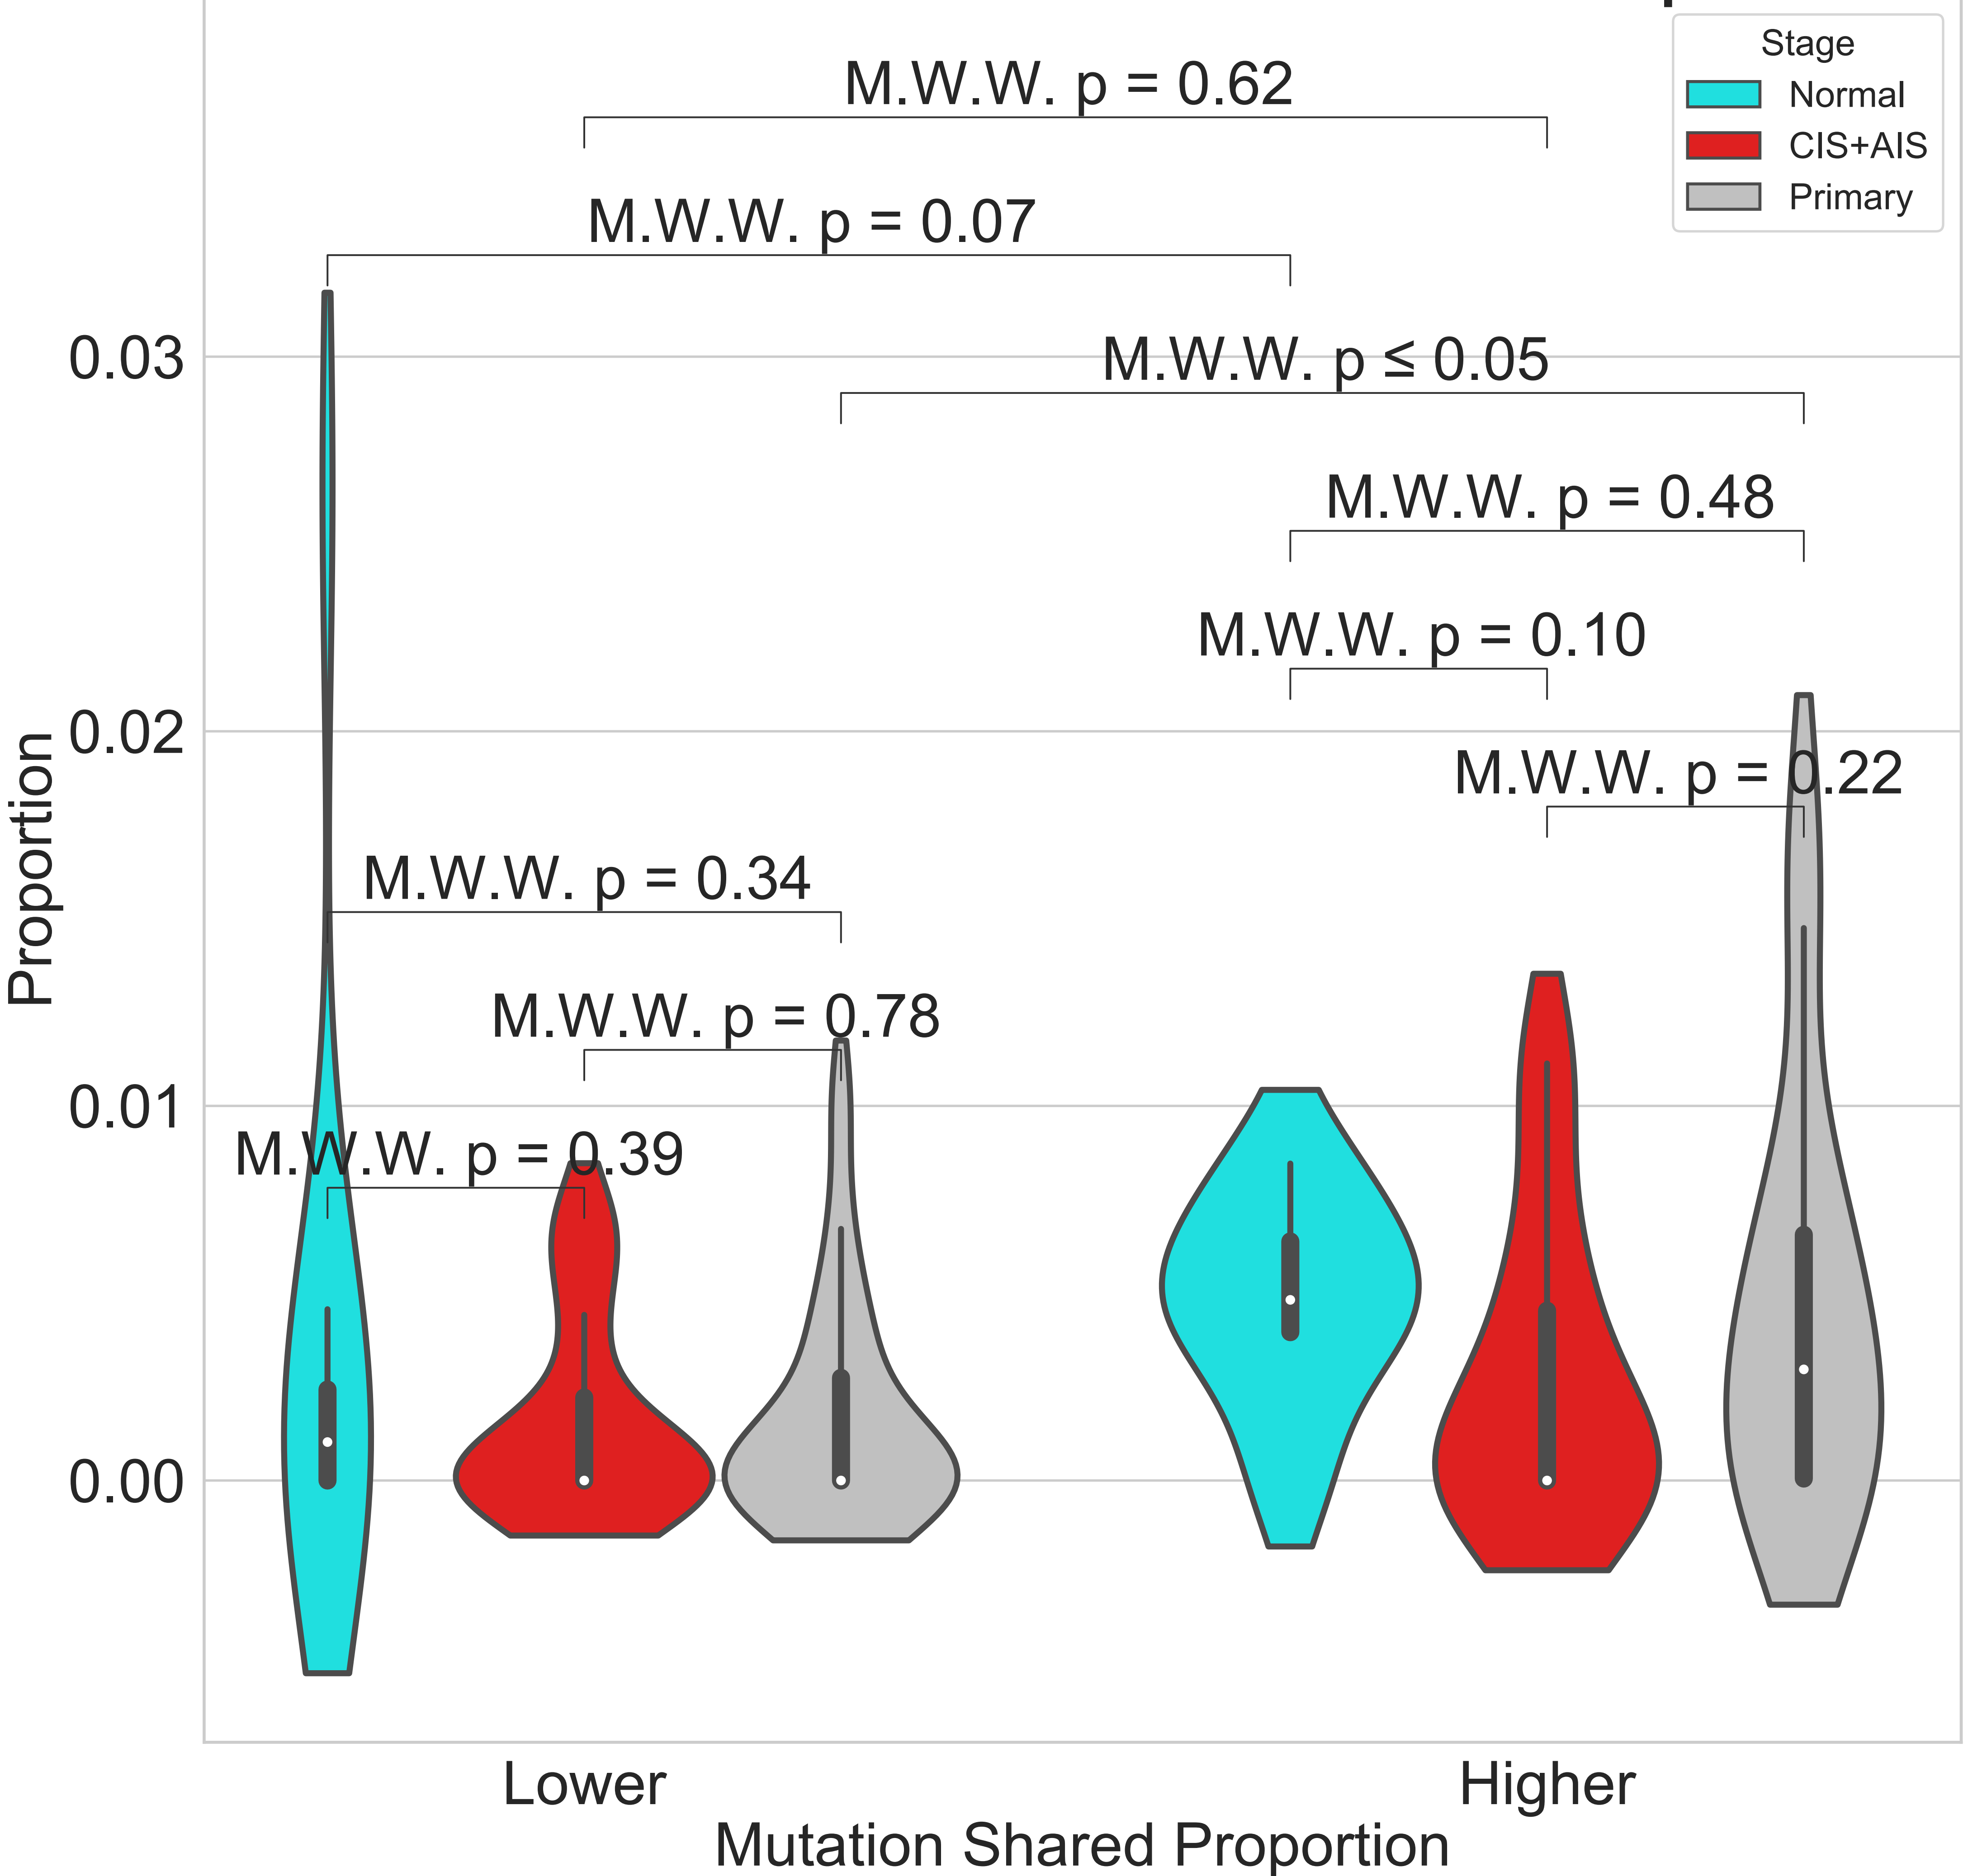 Stage
Normal
CIS+AIS
Primary
M.W.W. p = 0.62
M.W.W. p = 0.07
M.W.W. p ≤ 0.05
M.W.W. p = 0.48
M.W.W. p = 0.10
M.W.W. p = 0.22
M.W.W. p = 0.34
M.W.W. p = 0.78
M.W.W. p = 0.39
0.03
0.02
0.01
0.00
Proportion
Lower
Higher
Mutation Shared Proportion